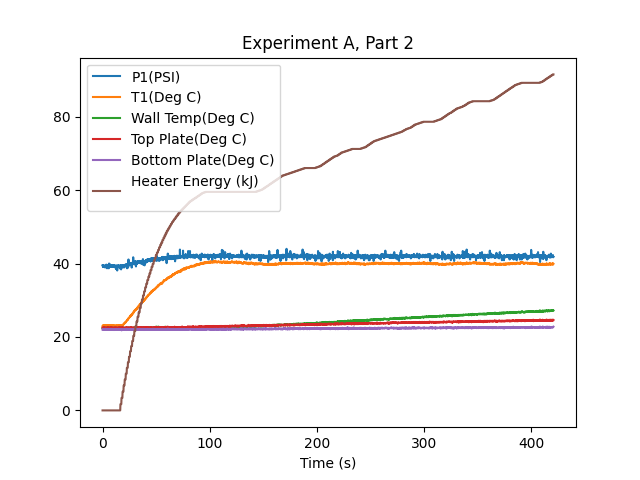 Experiment A, Part 2
P1(PSI)
T1(Deg C)
Wall Temp(Deg C)
Top Plate(Deg C)
Bottom Plate(Deg C)
Heater Energy (kJ)
80
60
40
20
0
0 100 200 300 400
Time (s)